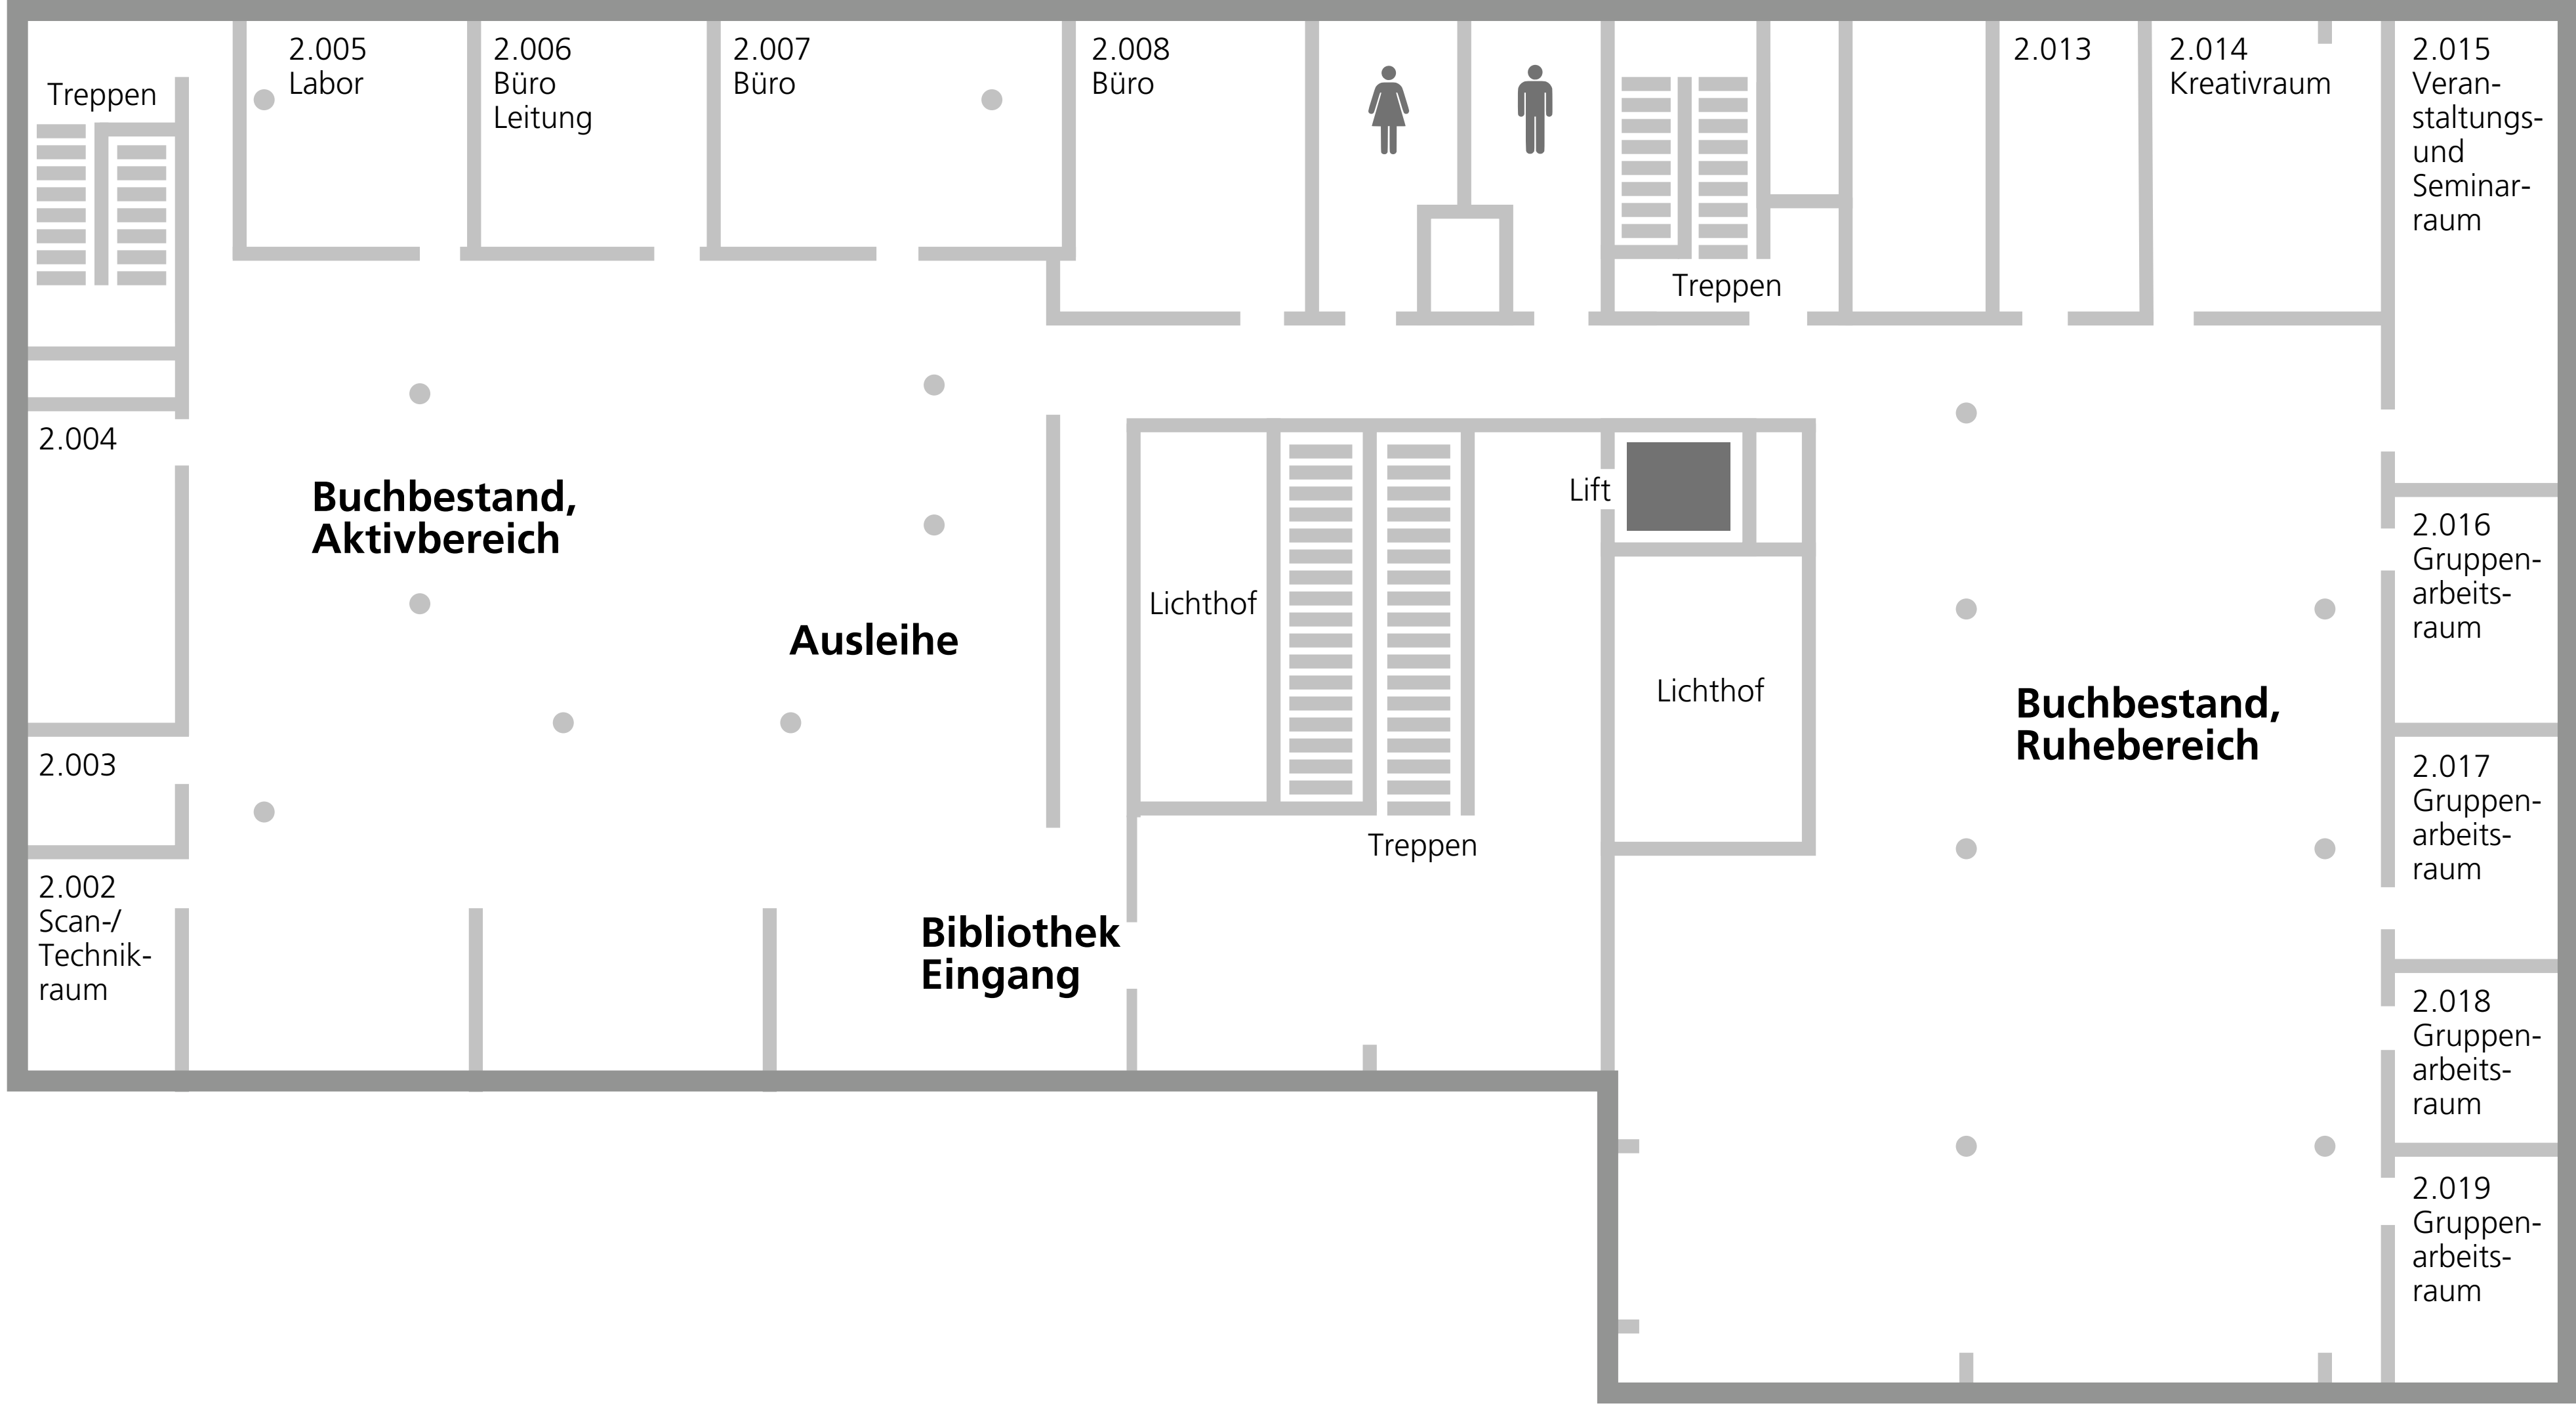 Treppen
2.005
Labor
2.006
Büro
Leitung
2.007
Büro
2.008
Büro
Treppen
2.013
2.014
Kreativraum
2.015
Veran-
staltungs-
und
Seminar-
raum
2.004
Buchbestand,
Aktivbereich
Ausleihe
Lichthof
Treppen
Lift
Lichthof
Buchbestand,
Ruhebereich
2.016
Gruppen-
arbeits-
raum
2.003
2.017
Gruppen-
arbeits-
raum
2.002
Scan-/
Technik-
raum
Bibliothek
Eingang
2.018
Gruppen-
arbeits-
raum
2.019
Gruppen-
arbeits-
raum